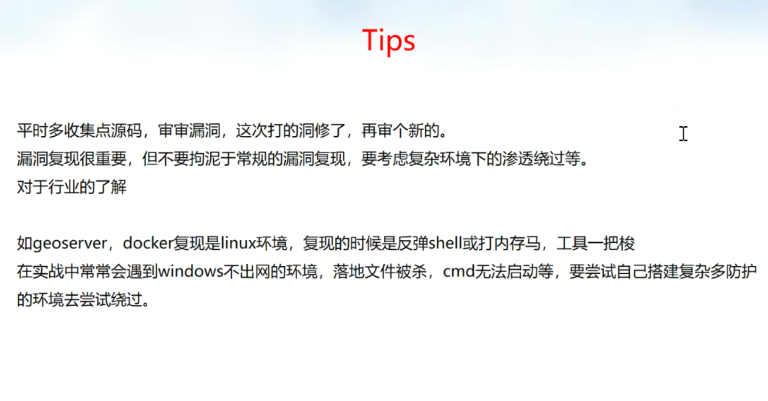 Tips
平时多收集点源码，审审漏洞，这次打的洞修了，再审个新的。
漏洞复现很重要，但不要拘泥于常规的漏洞复现，要考虑复杂环境下的渗透绕过等。
对于行业的了解
如geoserver，docker复现是linux环境，复现的时候是反弹shell或打内存马，工具一把梭
在实战中常常会遇到windows不出网的环境，落地文件被杀，cmd无法启动等，要尝试自己搭建复杂多防护
的环境去尝试绕过。